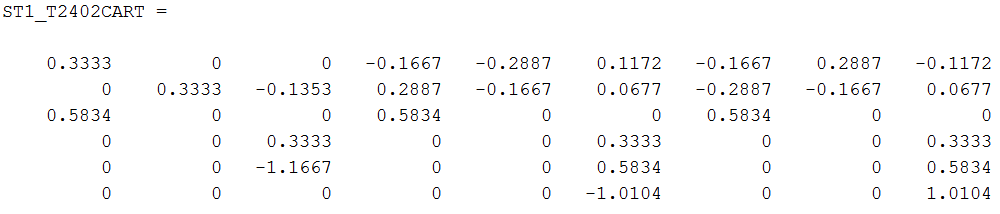 ST1_T2402CART =
0.3333 0 0 -0.1667 -0.2887 0.1172 -0.1667 0.2887 -0.1172
0 0.3333 -0.1353 0.2887 -0.1667 0.0677 -0.2887 -0.1667 0.0677
0.5834 0 0 0.5834 0 0 0.5834 0 0
0 0 0.3333 0 0 0.3333 0 0 0.3333
0 0 -1.1667 0 0 0.5834 0 0 0.5834
0 0 0 0 0 -1.0104 0 0 1.0104